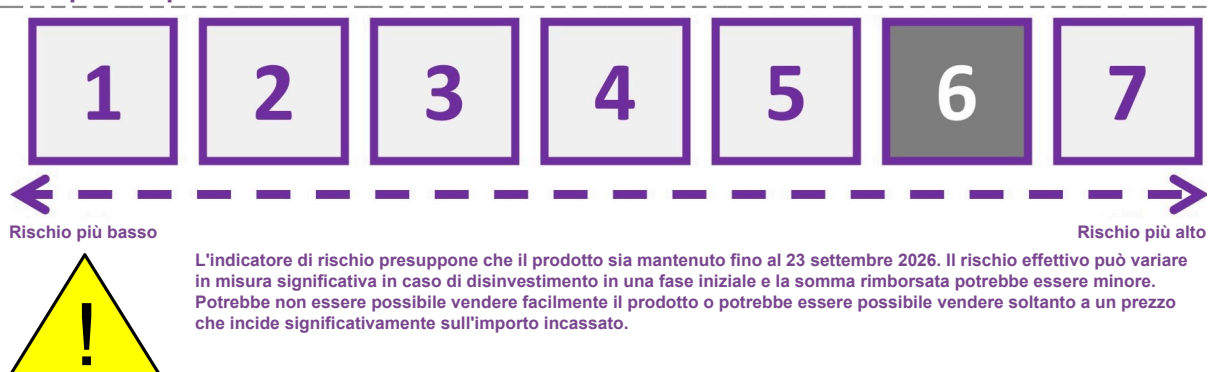 1 2 3 4 5 6 7
Rischio più basso Rischio più alto
L'indicatore di rischio presuppone che il prodotto sia mantenuto fino al 23 settembre 2026. Il rischio effettivo può variare
in misura significativa in caso di disinvestimento in una fase iniziale e la somma rimborsata potrebbe essere minore.
Potrebbe non essere possibile vendere facilmente il prodotto o potrebbe essere possibile vendere soltanto a un prezzo
che incide significativamente sull'importo incassato.
!